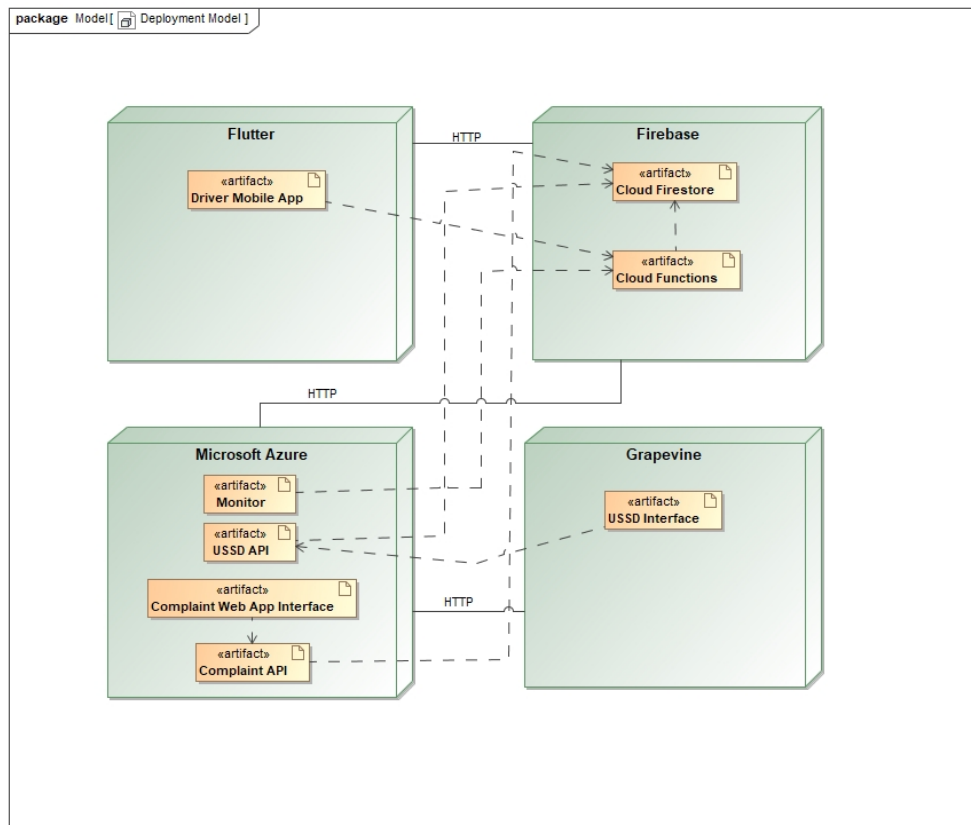 package Model[ Deployment Model ]
Flutter
«artifact»
Driver Mobile App
HTTP
Firebase
«artifact»
Cloud Firestore
«artifact»
Cloud Functions
HTTP
Microsoft Azure
«artifact»
Monitor
«artifact»
USSD API
«artifact»
Complaint Web App Interface
«artifact»
Complaint API
HTTP
Grapevine
«artifact»
USSD Interface